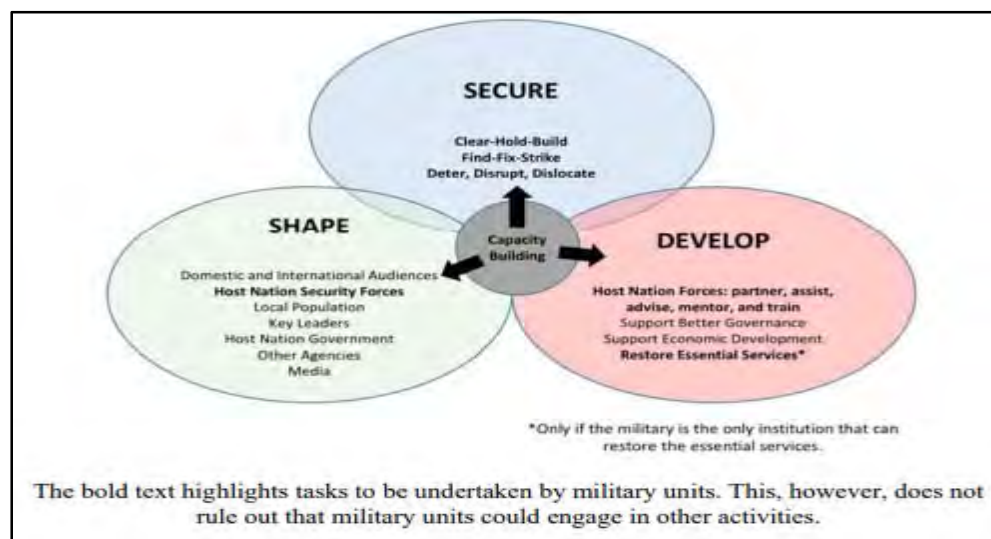 SECURE
Clear-Hold-Build
Find-Fix-Strike
Deter, Disrupt, Dislocate
Capacity
Building
SHAPE
Domestic and International Audiences
Host Nation Security Forces
Local Population
Key Leaders
Host Nation Government
Other Agencies
Media
DEVELOP
Host Nation Forces: partner, assist,
advise, mentor, and train
Support Better Governance
Support Economic Development
Restore Essential Services*
*Only if the military is the only institution that can
restore the essential services.
The bold text highlights tasks to be undertaken by military units. This, however, does not
rule out that military units could engage in other activities.